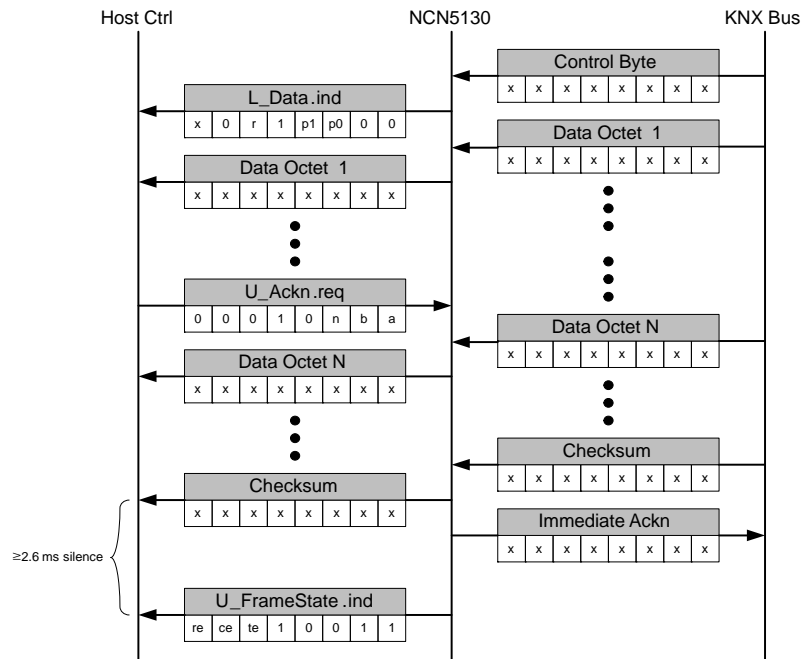 Host Ctrl NCN5130 KNX Bus
Control Byte
x x x x x x x x
L_Data.ind
x 0 r 1 p1 p0 0 0
Data Octet 1
x x x x x x x x
Data Octet 1
x x x x x x x x
U_Ackn.req
0 0 0 1 0 n b a
Data Octet N
x x x x x x x x
Data Octet N
x x x x x x x x
Checksum
x x x x x x x x
Checksum
x x x x x x x x
Immediate Ackn
x x x x x x x x
≥2.6 ms silence
U_FrameState.ind
re ce te 1 0 0 1 1